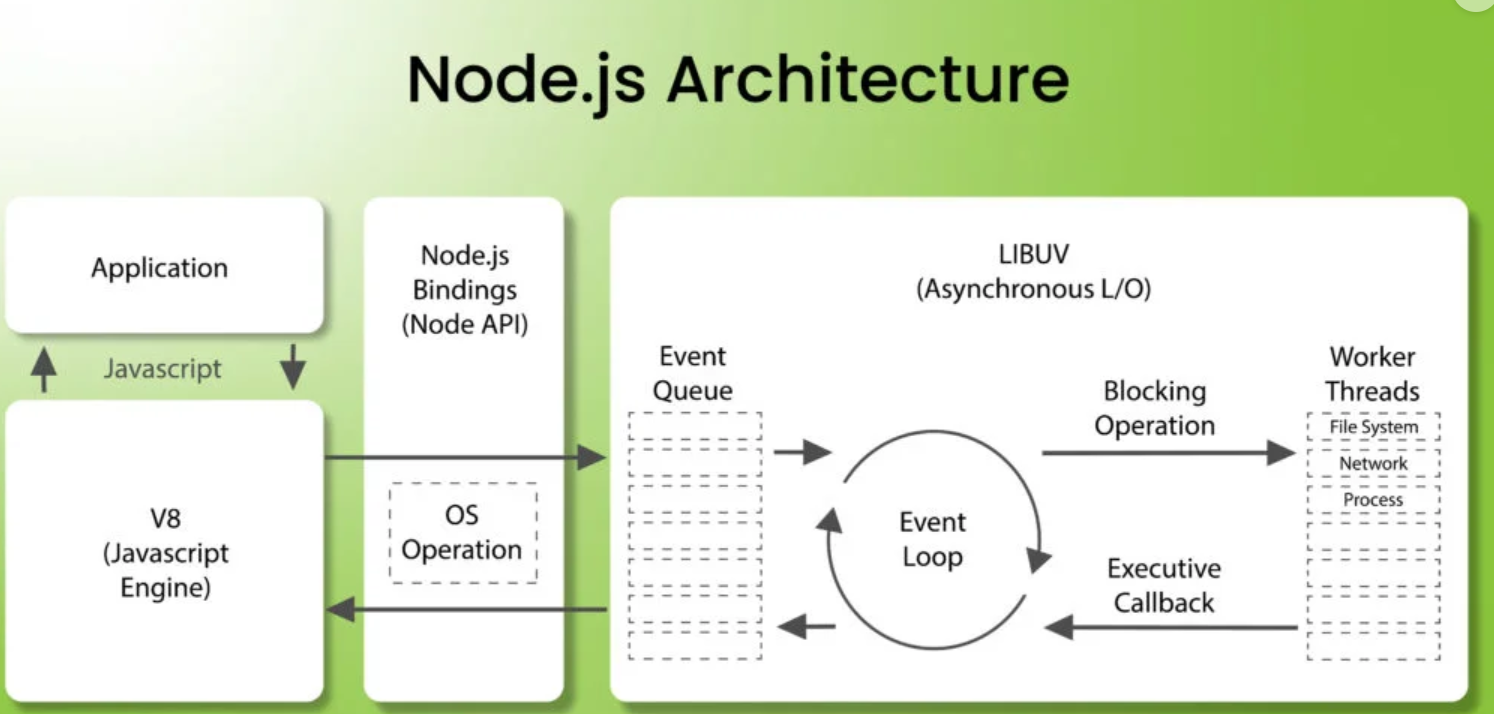 Node.js Architecture
Application
Javascript
V8
(Javascript
Engine)
Node.js
Bindings
(Node API)
OS
Operation
LIBUV
(Asynchronous L/O)
Event
Queue
Event
Loop
Blocking
Operation
Executive
Callback
Worker
Threads
File System
Network
Process